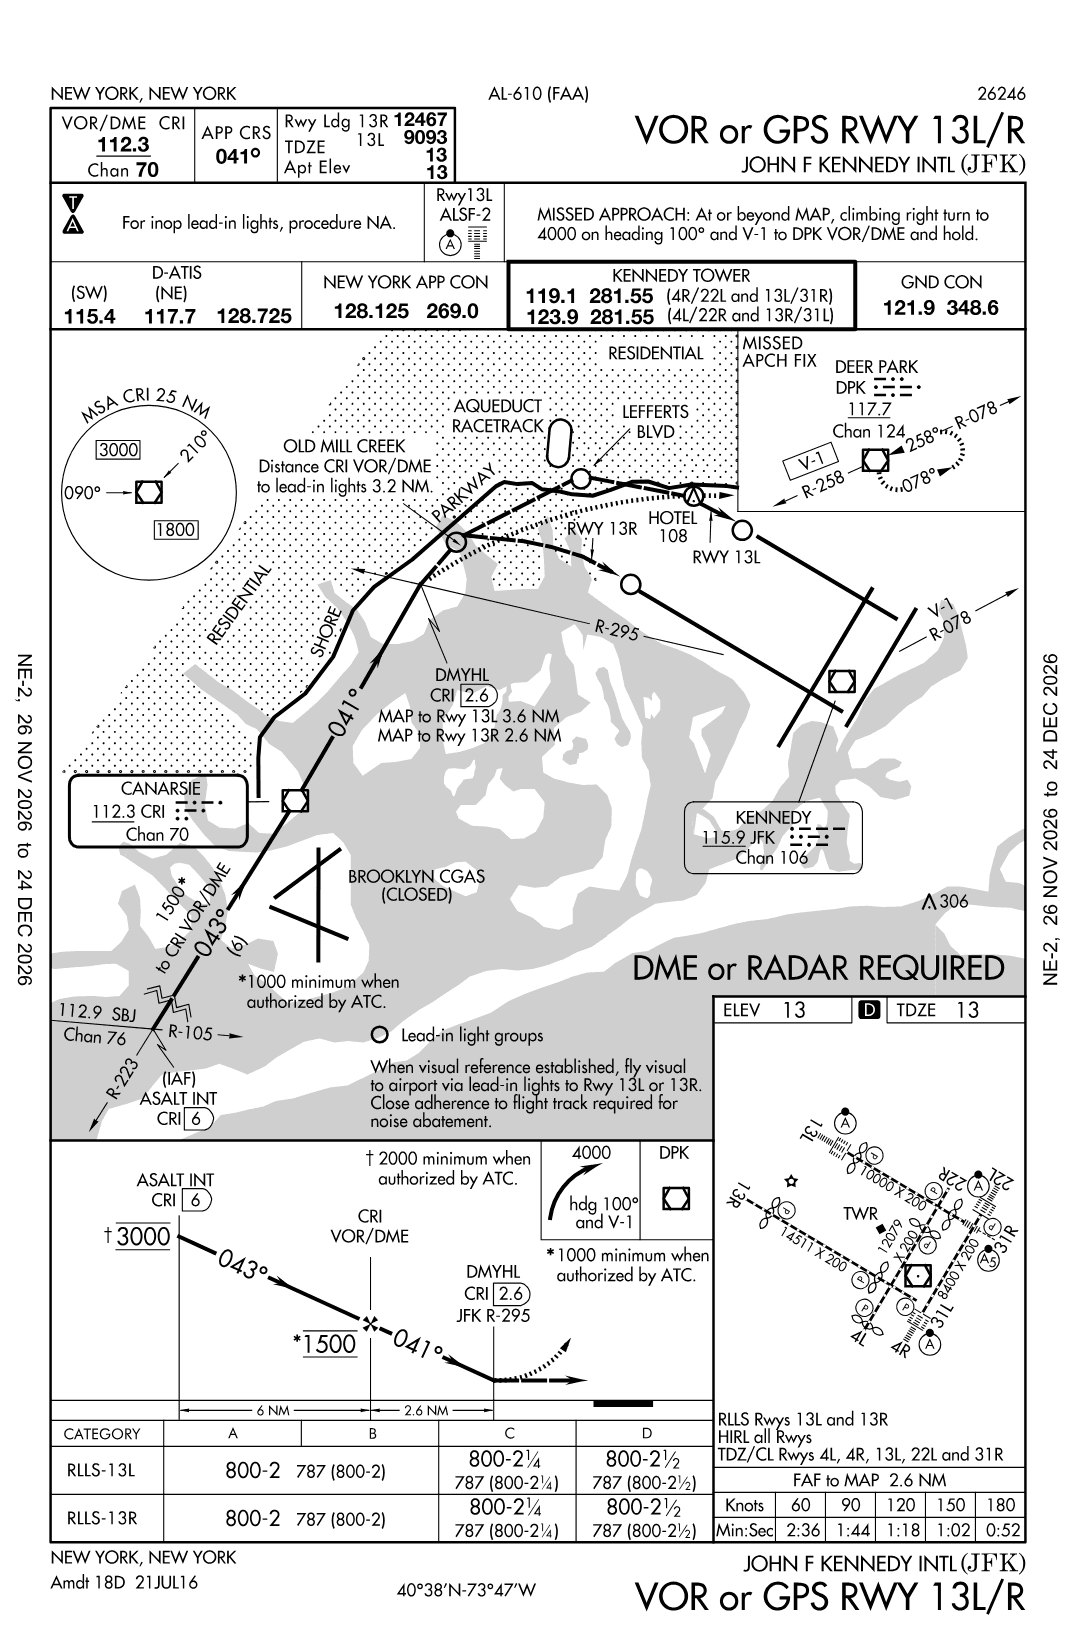 NEW YORK, NEW YORK
AL-610 (FAA)
26246
VOR/DME CRI
112.3
Chan 70
APP CRS
041°
Rwy Ldg 13R 12467
13L 9093
TDZE 13
Apt Elev 13
VOR or GPS RWY 13L/R
JOHN F KENNEDY INTL (JFK)
T
A
For inop lead-in lights, procedure NA.
Rwy13L
ALSF-2
A
MISSED APPROACH: At or beyond MAP, climbing right turn to
4000 on heading 100° and V-1 to DPK VOR/DME and hold.
D-ATIS
(SW) (NE)
115.4 117.7 128.725
NEW YORK APP CON
128.125 269.0
KENNEDY TOWER
119.1 281.55 (4R/22L and 13L/31R)
123.9 281.55 (4L/22R and 13R/31L)
GND CON
121.9 348.6
RESIDENTIAL
MISSED
APCH FIX
DEER PARK
DPK
117.7
Chan 124
R-078
258°
078°
V-1
R-258
MSA CRI 25 NM
3000
210°
090°
1800
AQUEDUCT
RACETRACK
LEFFERTS
BLVD
OLD MILL CREEK
Distance CRI VOR/DME
to lead-in lights 3.2 NM.
PARKWAY
RWY 13R
HOTEL
108
RWY 13L
RESIDENTIAL
SHORE
R-295
V-1
R-078
DMYHL
CRI 2.6
MAP to Rwy 13L 3.6 NM
MAP to Rwy 13R 2.6 NM
041°
CANARSIE
112.3 CRI
Chan 70
KENNEDY
115.9 JFK
Chan 106
BROOKLYN CGAS
(CLOSED)
306
1500*
to CRI VOR/DME
043°
(6)
*1000 minimum when
authorized by ATC.
DME or RADAR REQUIRED
112.9 SBJ
Chan 76
R-105
R-223
(IAF)
ASALT INT
CRI 6
Lead-in light groups
When visual reference established, fly visual
to airport via lead-in lights to Rwy 13L or 13R.
Close adherence to flight track required for
noise abatement.
ELEV 13
D
TDZE 13
13L
A
P
10000 X 200
22R
22L
A
P
13R
P
TWR
14511 X 200
12079
X 200
P
P
31R
A5
8400 X 200
P
P
P
4L
31L
4R
A
RLLS Rwys 13L and 13R
HIRL all Rwys
TDZ/CL Rwys 4L, 4R, 13L, 22L and 31R
FAF to MAP 2.6 NM
Knots 60 90 120 150 180
Min:Sec 2:36 1:44 1:18 1:02 0:52
ASALT INT
CRI 6
† 3000
043°
† 2000 minimum when
authorized by ATC.
CRI
VOR/DME
*1500
041°
DMYHL
CRI 2.6
JFK R-295
4000
hdg 100°
and V-1
DPK
*1000 minimum when
authorized by ATC.
6 NM
2.6 NM
CATEGORY A B C D
RLLS-13L 800-2 787 (800-2) 800-2¼ 800-2½
787 (800-2¼) 787 (800-2½)
RLLS-13R 800-2 787 (800-2) 800-2¼ 800-2½
787 (800-2¼) 787 (800-2½)
NEW YORK, NEW YORK
Amdt 18D 21JUL16
40°38'N-73°47'W
JOHN F KENNEDY INTL (JFK)
VOR or GPS RWY 13L/R
NE-2, 26 NOV 2026 to 24 DEC 2026
NE-2, 26 NOV 2026 to 24 DEC 2026